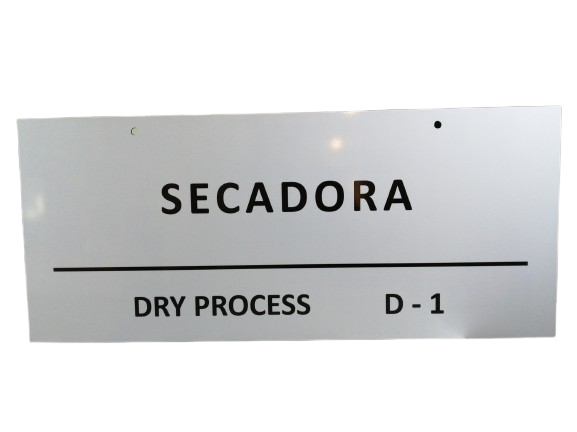 SECADORA
DRY PROCESS D - 1